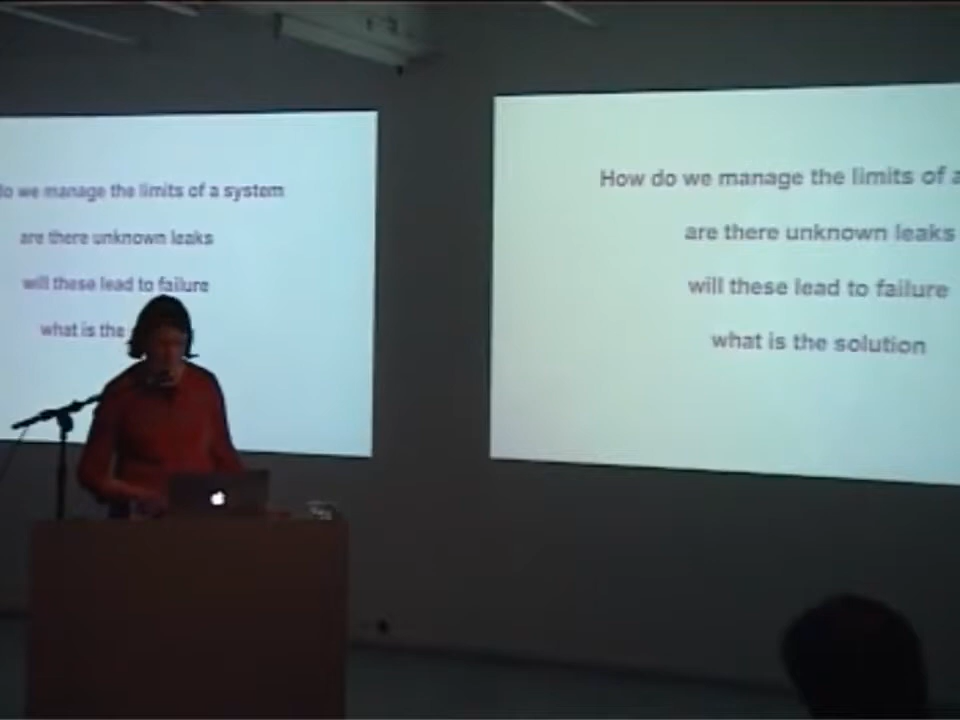 do we manage the limits of a system
are there unknown leaks
will these lead to failure
what is the
How do we manage the limits of a
are there unknown leaks
will these lead to failure
what is the solution